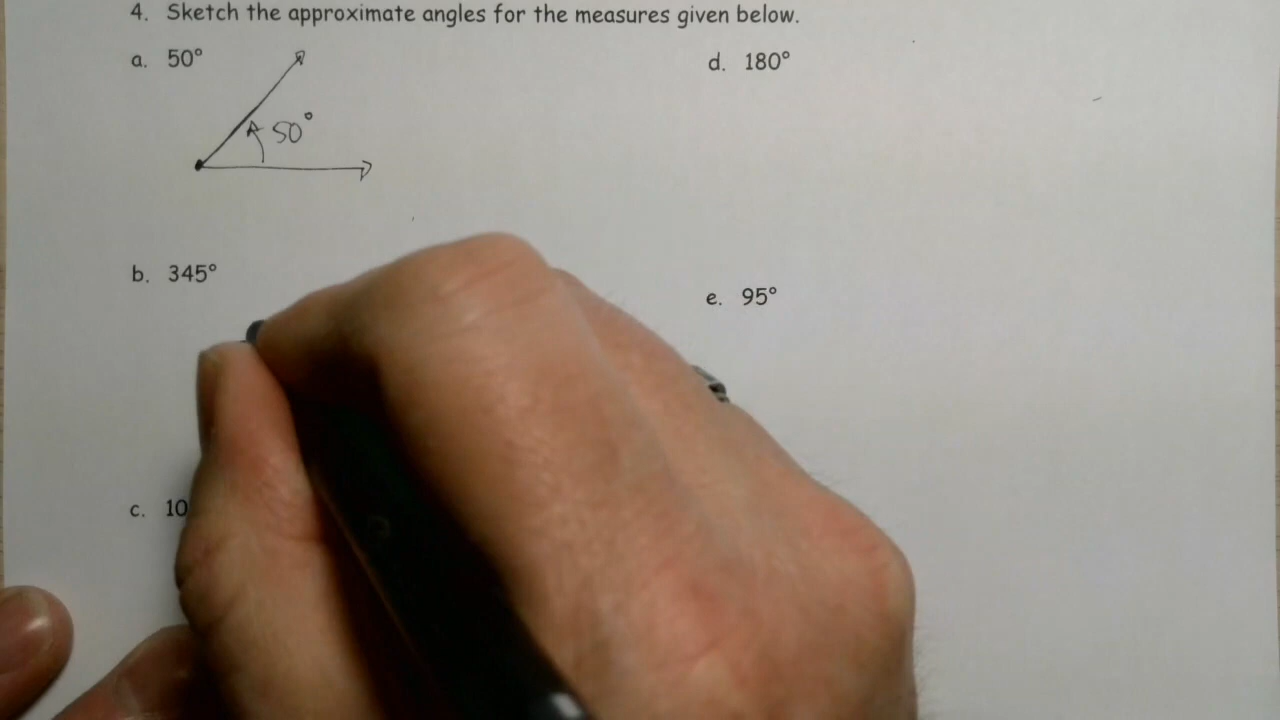 4. Sketch the approximate angles for the measures given below.
a. 50°
50°
d. 180°
b. 345°
e. 95°
c. 10